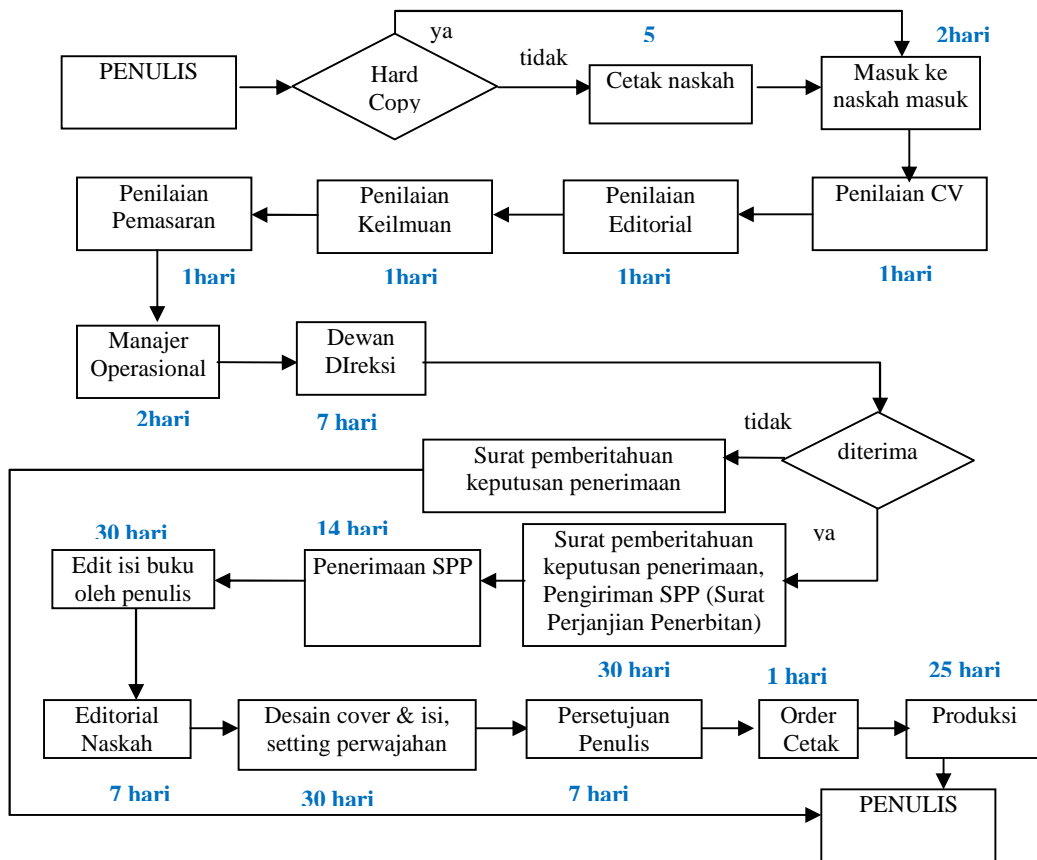 ya
5
2hari
PENULIS
Hard
Copy
tidak
Cetak naskah
Masuk ke
naskah masuk
Penilaian
Pemasaran
Penilaian
Keilmuan
Penilaian
Editorial
Penilaian CV
1hari
1hari
1hari
1hari
Manajer
Operasional
Dewan
DIreksi
2hari
7 hari
tidak
diterima
Surat pemberitahuan
keputusan penerimaan
ya
30 hari
14 hari
Edit isi buku
oleh penulis
Penerimaan SPP
Surat pemberitahuan
keputusan penerimaan,
Pengiriman SPP (Surat
Perjanjian Penerbitan)
30 hari
1 hari
25 hari
Editorial
Naskah
Desain cover & isi,
setting perwajahan
Persetujuan
Penulis
Order
Cetak
Produksi
7 hari
30 hari
7 hari
PENULIS